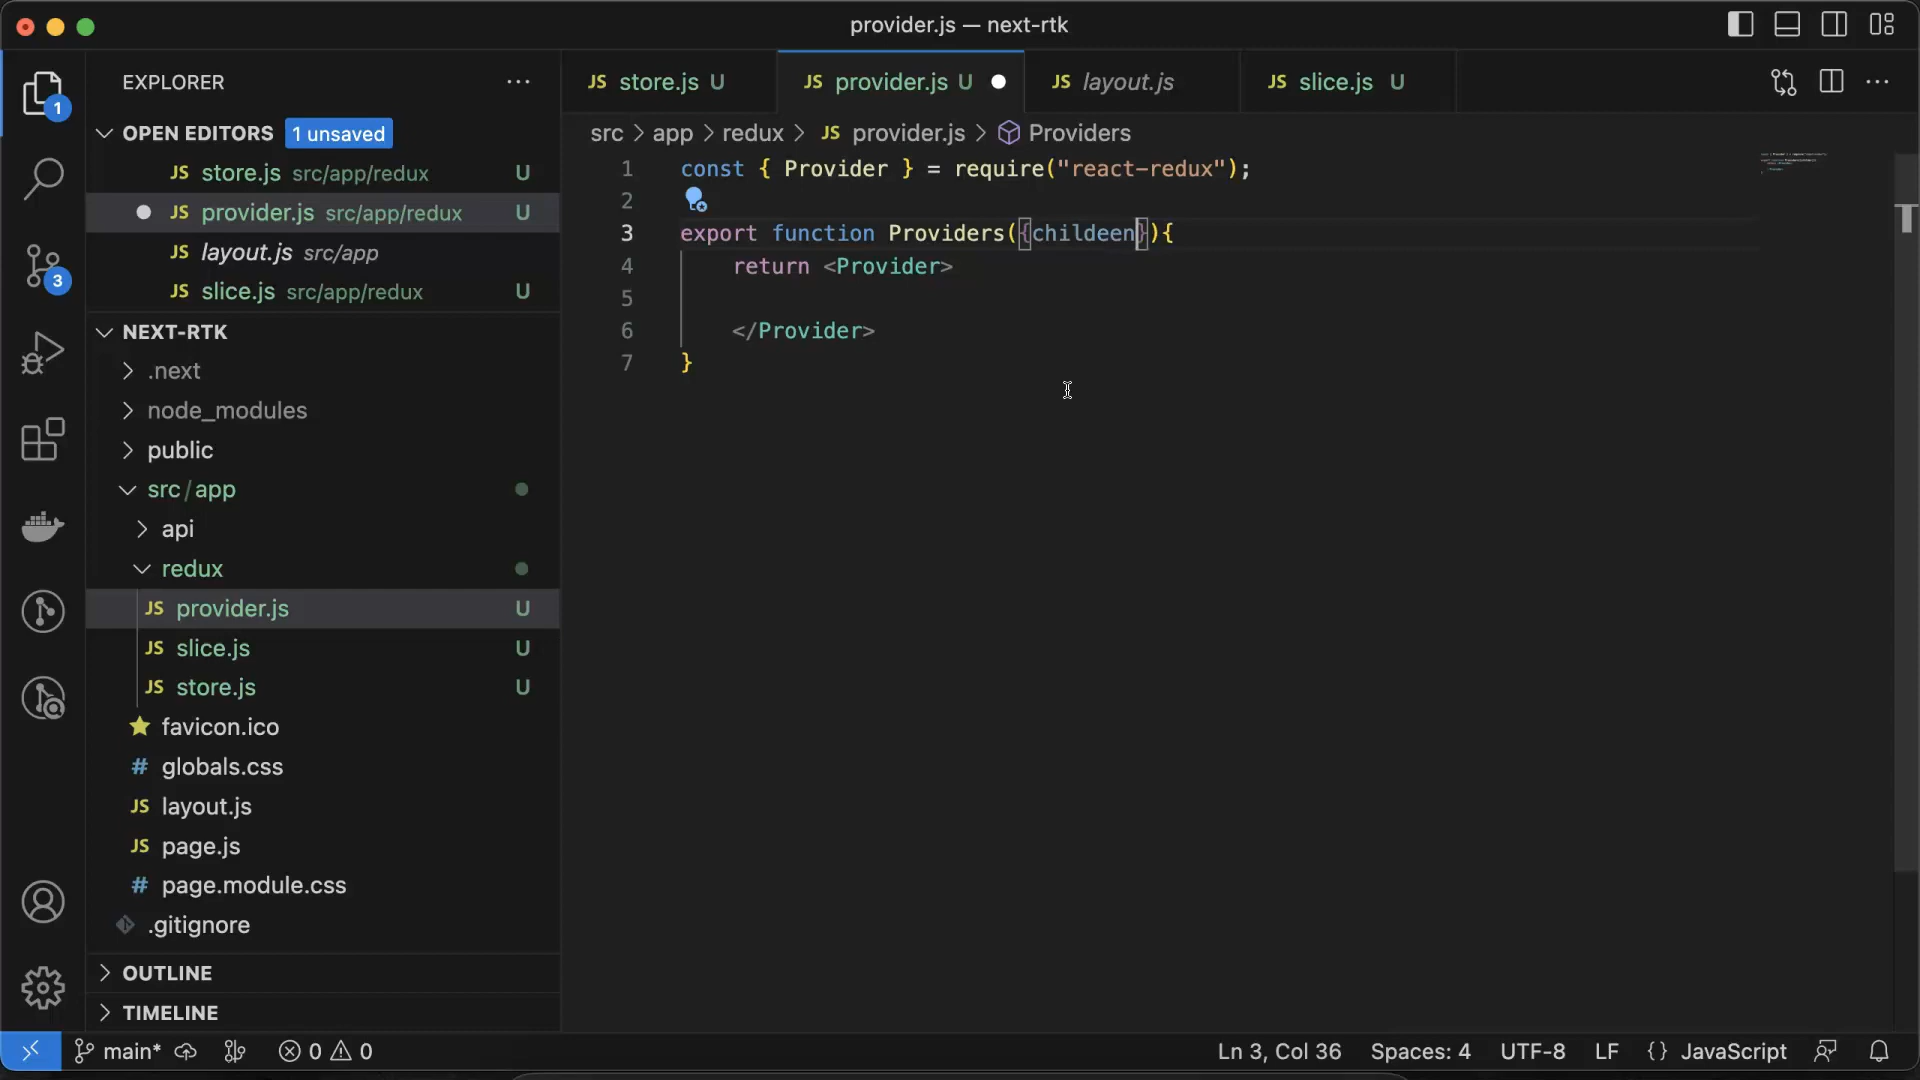 provider.js — next-rtk
EXPLORER
OPEN EDITORS 1 unsaved
JS store.js src/app/redux U
JS provider.js src/app/redux U
JS layout.js src/app
JS slice.js src/app/redux U
NEXT-RTK
.next
node_modules
public
src/app
api
redux
JS provider.js U
JS slice.js U
JS store.js U
favicon.ico
# globals.css
JS layout.js
JS page.js
# page.module.css
.gitignore
OUTLINE
TIMELINE
1
3
JS store.js U
JS provider.js U
JS layout.js
JS slice.js U
src > app > redux > JS provider.js > Providers
1 const { Provider } = require("react-redux");
2
3 export function Providers({childeen}){
4 return <Provider>
5
6 </Provider>
7 }
main* 0 0
Ln 3, Col 36 Spaces: 4 UTF-8 LF {} JavaScript